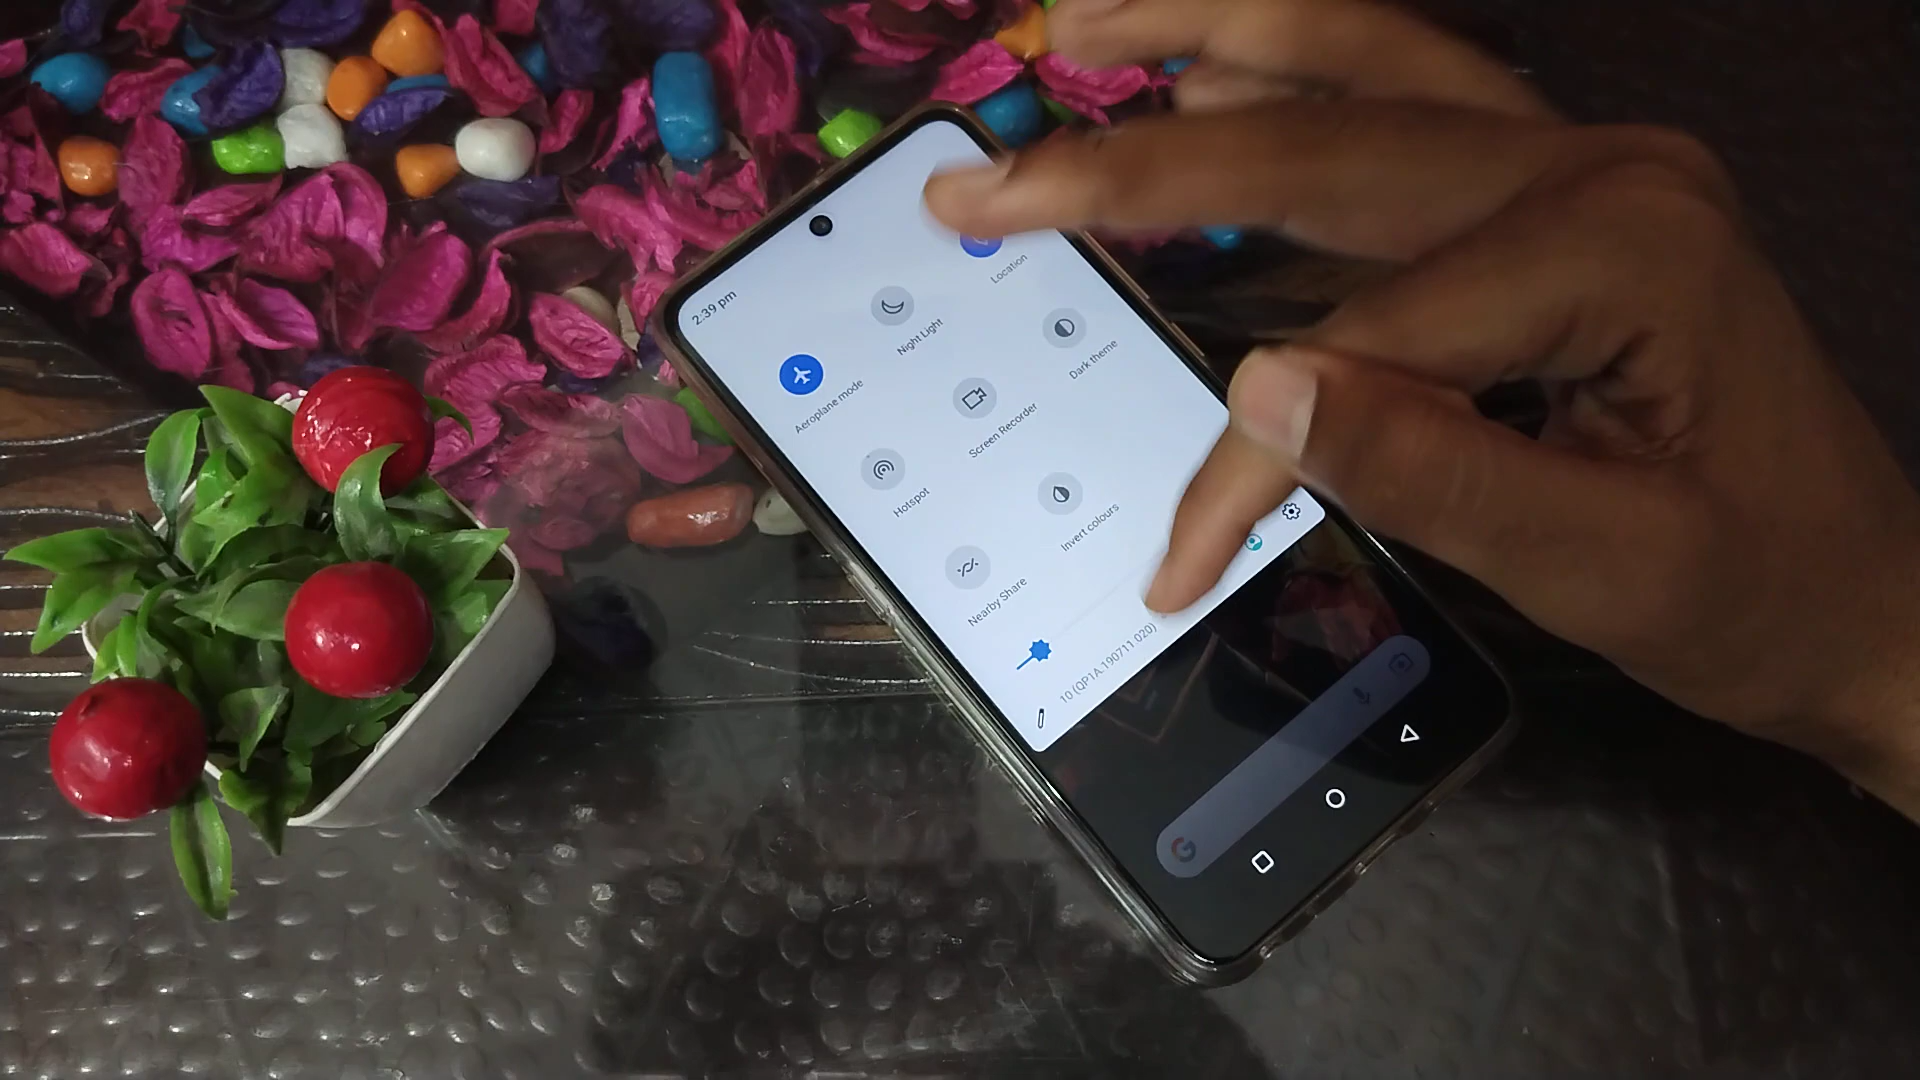 2:39 pm
Aeroplane mode
Night Light
Location
Hotspot
Screen Recorder
Dark theme
Nearby Share
Invert colours
10 (QP1A.190711.020)
G